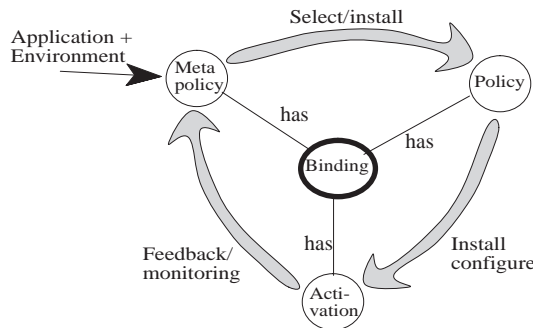 Select/install
Application +
Environment
Meta
policy
Policy
has
has
Binding
has
Feedback/
monitoring
Install
configure
Acti-
vation